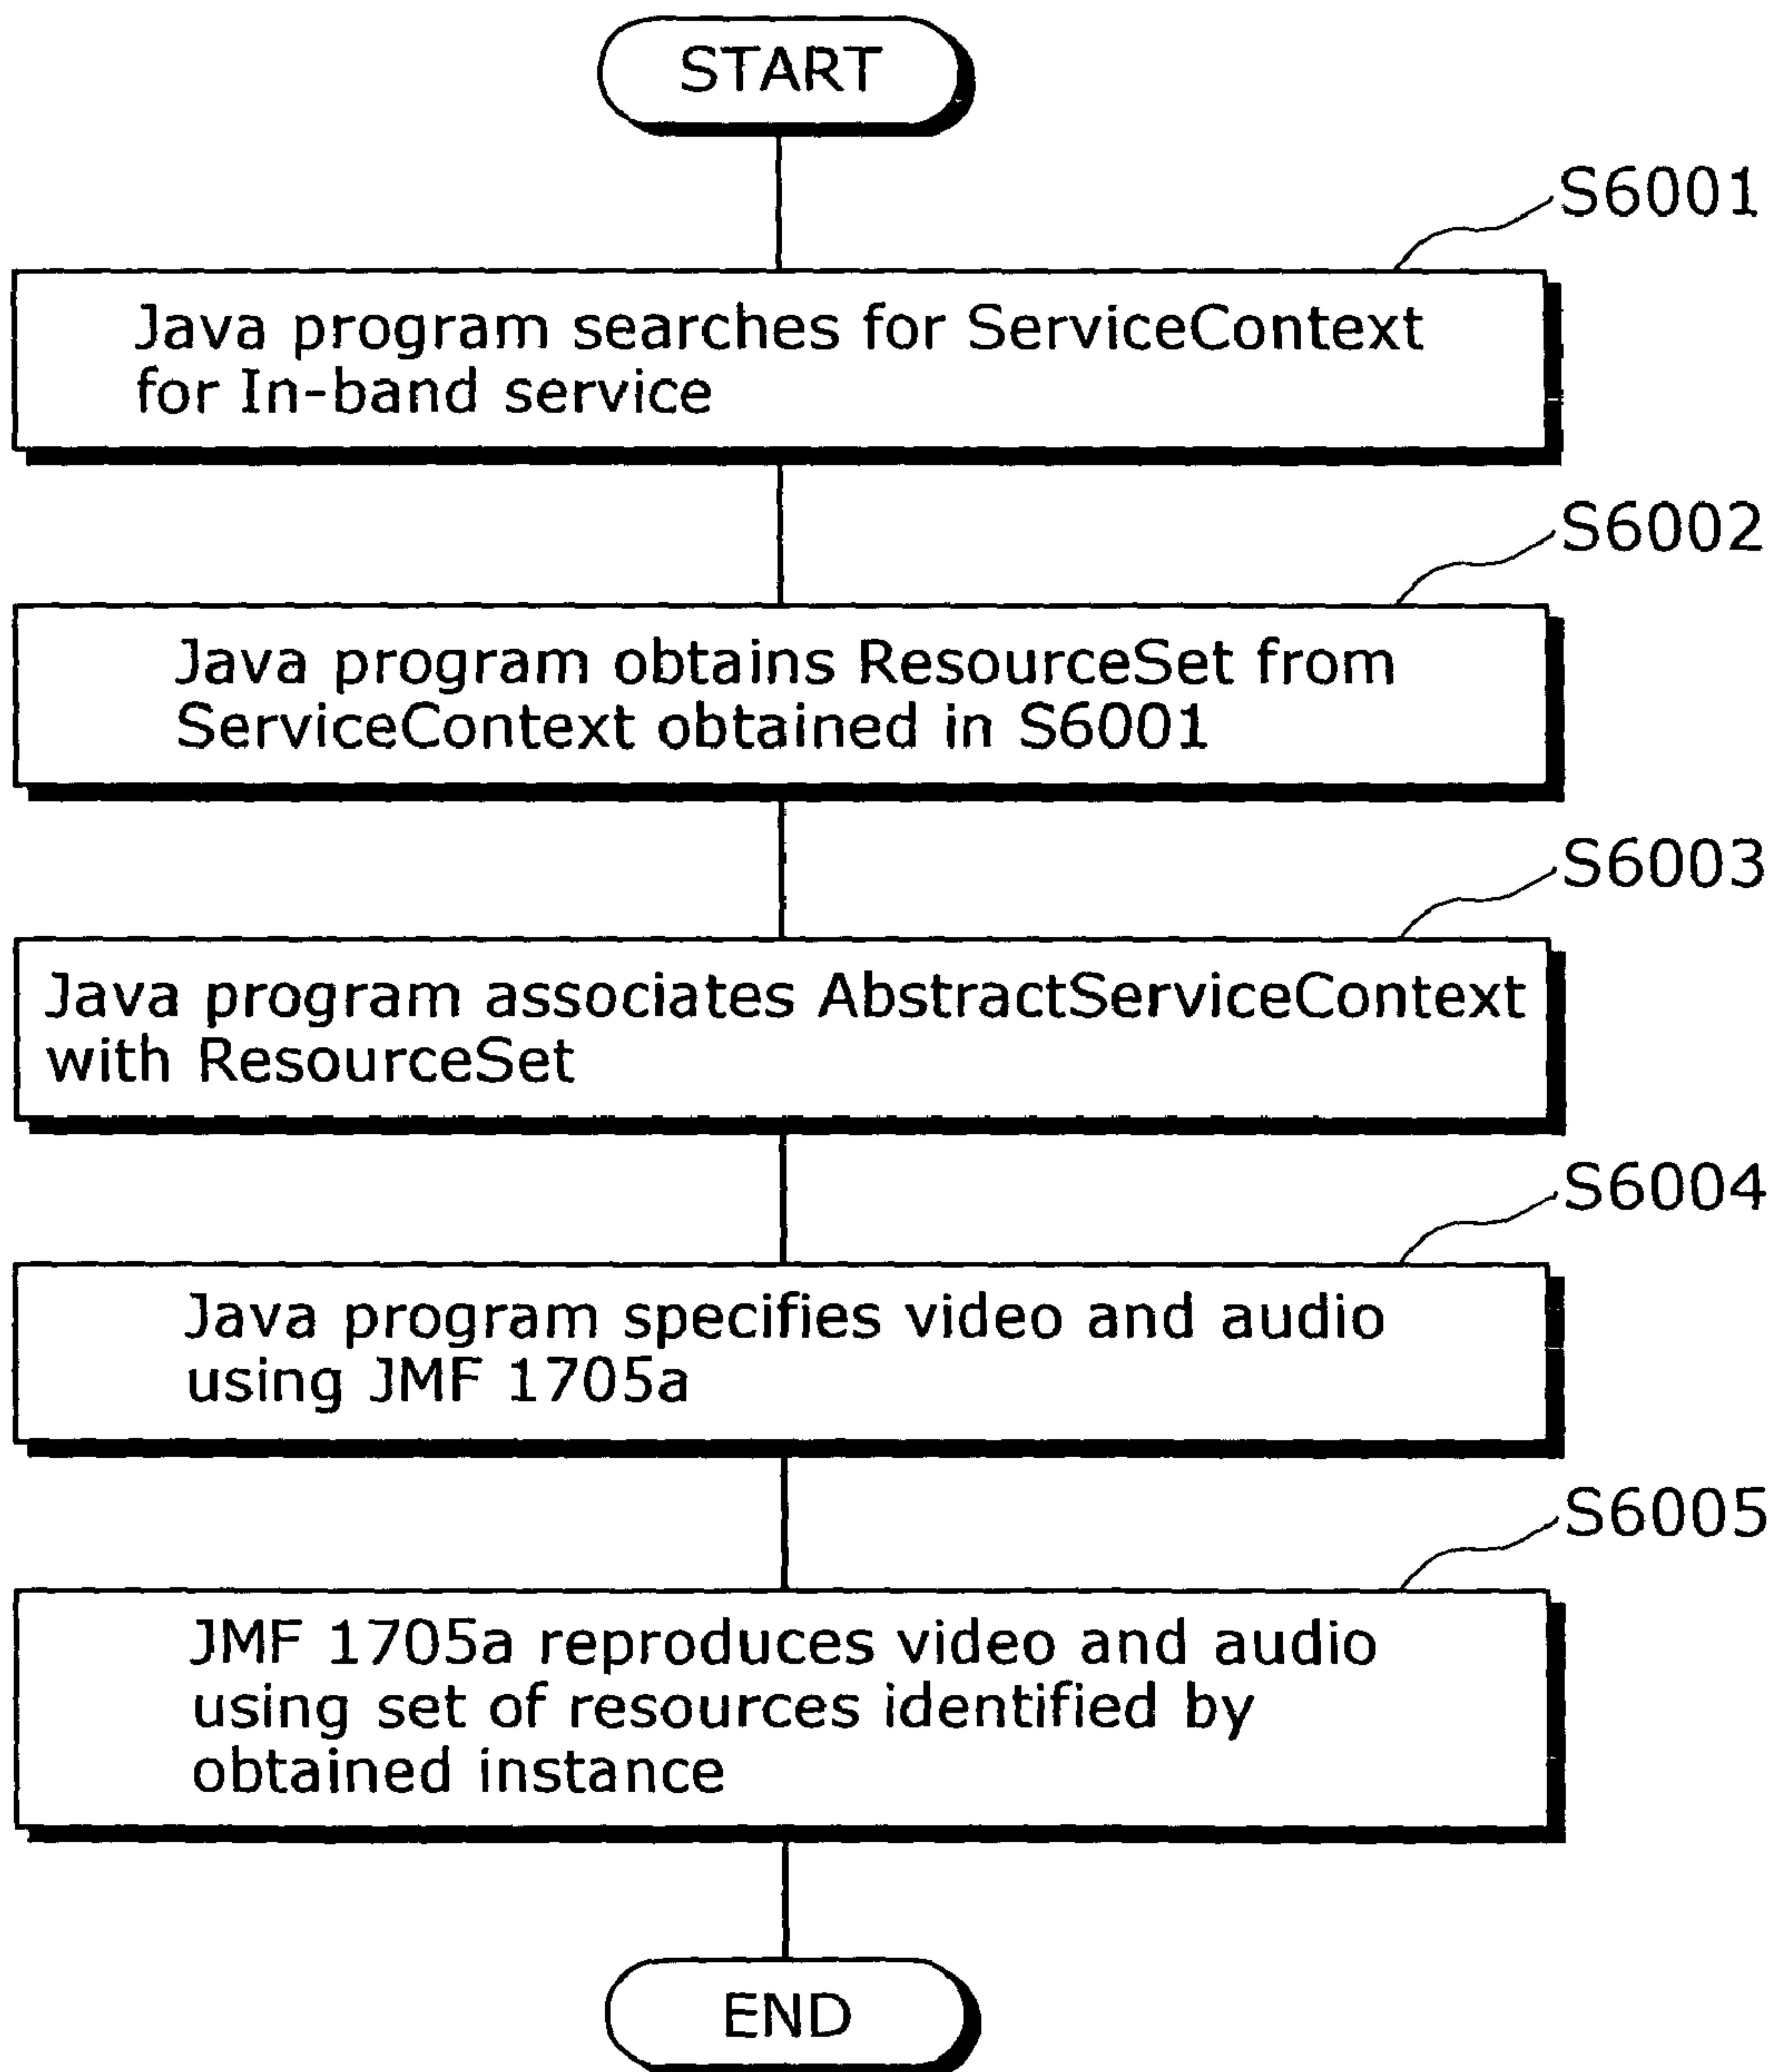 START
S6001
Java program searches for ServiceContext
for In-band service
S6002
Java program obtains ResourceSet from
ServiceContext obtained in S6001
S6003
Java program associates AbstractServiceContext
with ResourceSet
S6004
Java program specifies video and audio
using JMF 1705a
S6005
JMF 1705a reproduces video and audio
using set of resources identified by
obtained instance
END